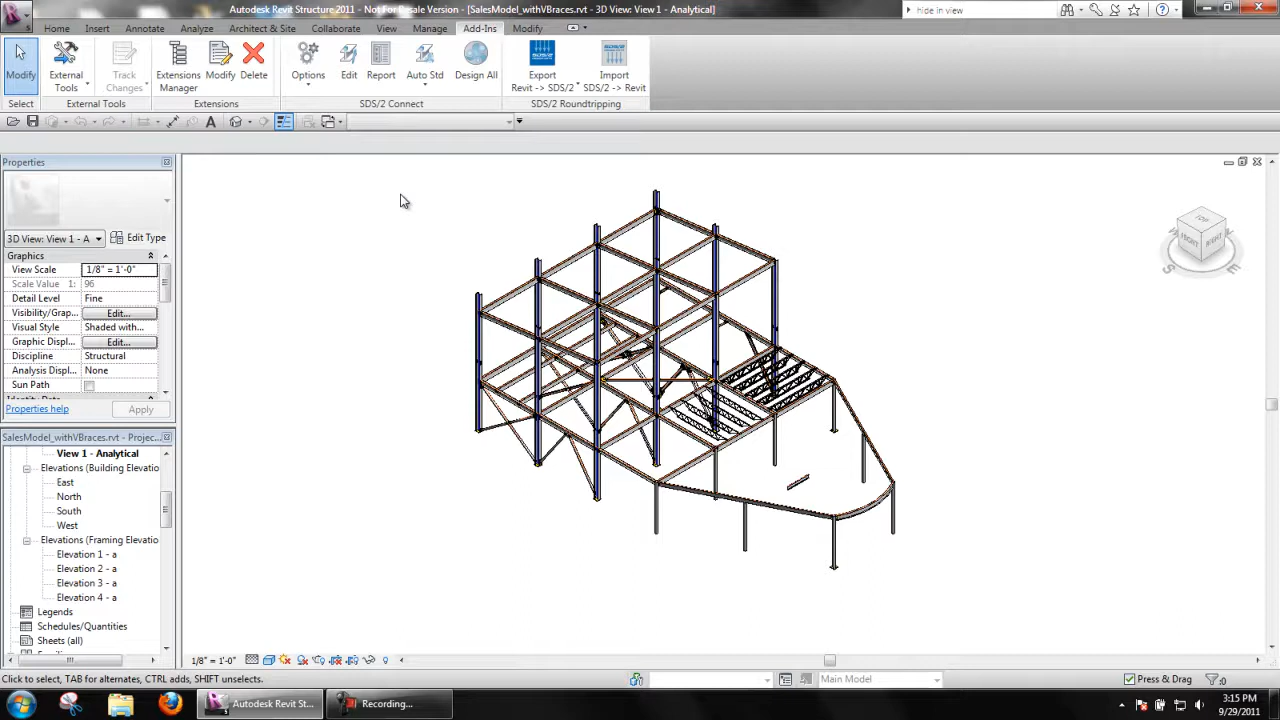 Autodesk Revit Structure 2011 - Not For Resale Version - [SalesModel_withVBraces.rvt - 3D View: View 1 - Analytical]
hide in view
Home Insert Annotate Analyze Architect & Site Collaborate View Manage Add-Ins Modify
Modify External Tools Track Changes Extensions Manager Modify Delete Options Edit Report Auto Std Design All Export Revit -> SDS/2 Import SDS/2 -> Revit
Select External Tools Extensions SDS/2 Connect SDS/2 Roundtripping
Properties
3D View: View 1 - A Edit Type
Graphics
View Scale 1/8" = 1'-0"
Scale Value 1: 96
Detail Level Fine
Visibility/Grap... Edit...
Visual Style Shaded with...
Graphic Displ... Edit...
Discipline Structural
Analysis Displ... None
Sun Path
Properties help Apply
SalesModel_withVBraces.rvt - Projec...
View 1 - Analytical
Elevations (Building Elevatio
East
North
South
West
Elevations (Framing Elevatio
Elevation 1 - a
Elevation 2 - a
Elevation 3 - a
Elevation 4 - a
Legends
Schedules/Quantities
Sheets (all)
TOP
FRONT RIGHT
S E
1/8" = 1'-0"
Click to select, TAB for alternates, CTRL adds, SHIFT unselects.
Main Model
Press & Drag
:0
Autodesk Revit St...
Recording...
3:15 PM
9/29/2011